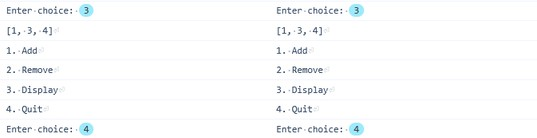 Enter choice: 3
[1, 3, 4]
1. Add
2. Remove
3. Display
4. Quit
Enter choice: 4
Enter choice: 3
[1, 3, 4]
1. Add
2. Remove
3. Display
4. Quit
Enter choice: 4